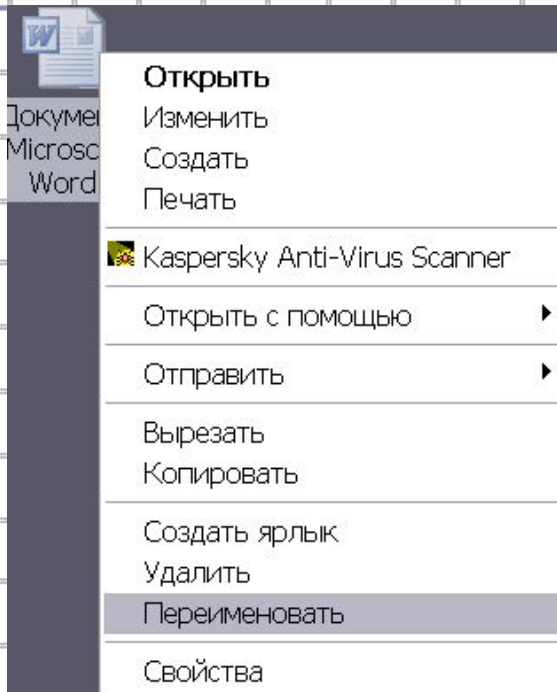 Докумен
Microsc
Word
Открыть
Изменить
Создать
Печать
Kaspersky Anti-Virus Scanner
Открыть с помощью
Отправить
Вырезать
Копировать
Создать ярлык
Удалить
Переименовать
Свойства